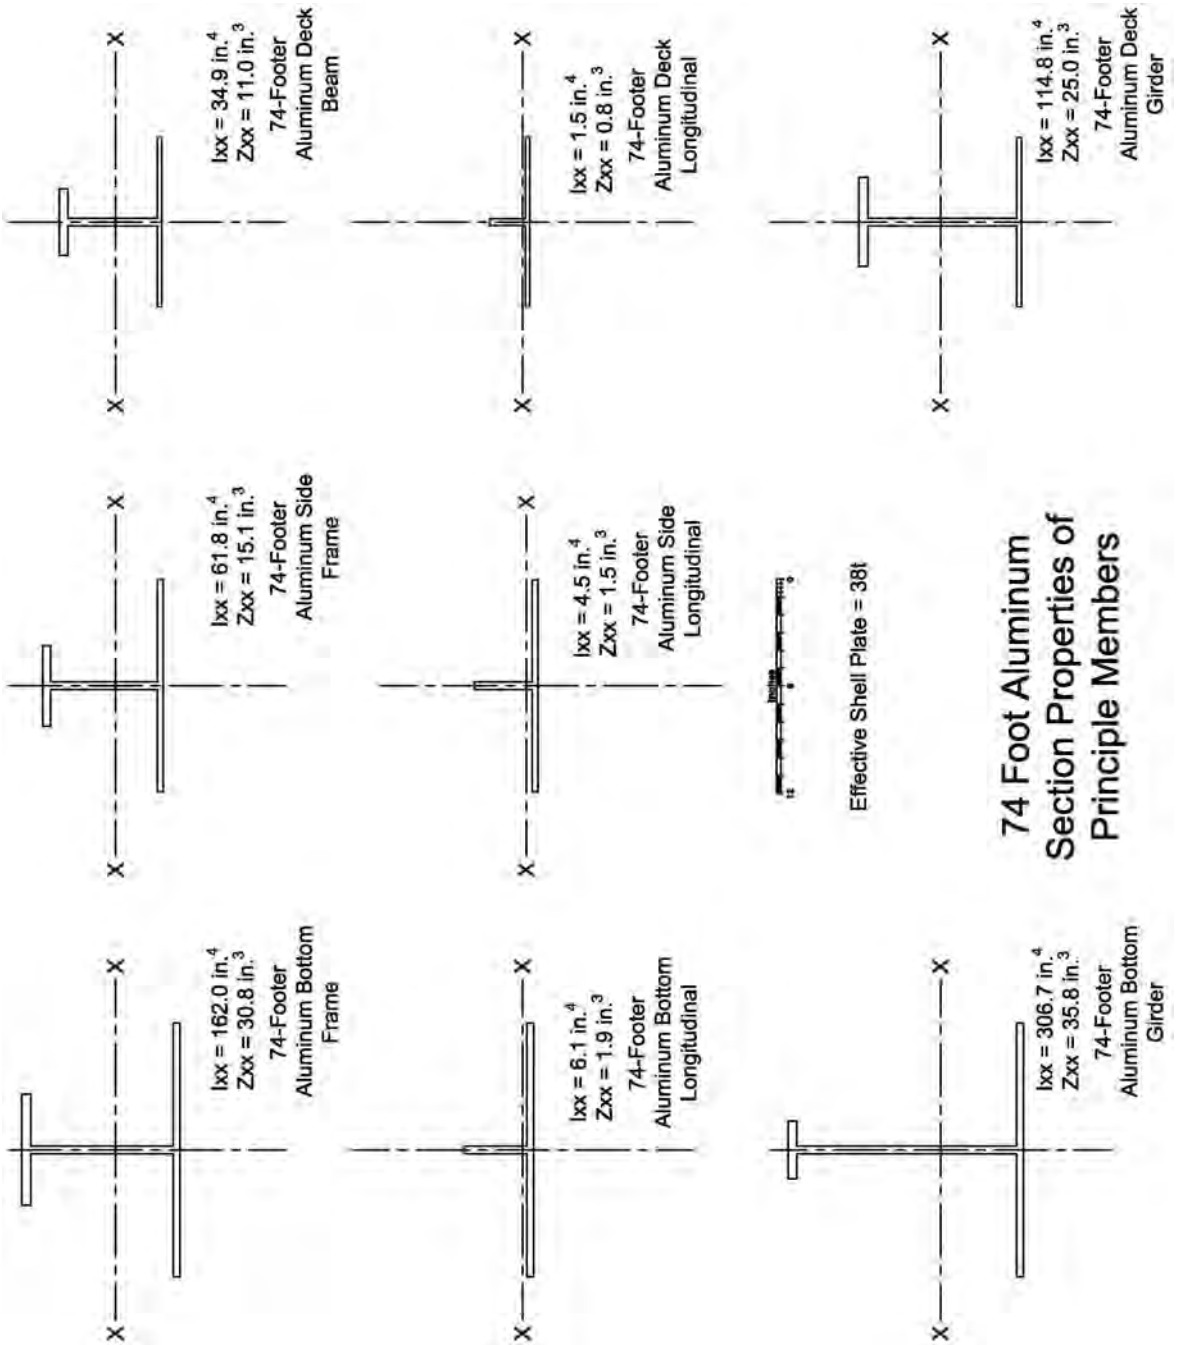 X X
Ixx = 162.0 in.⁴
Zxx = 30.8 in.³
74-Footer
Aluminum Bottom
Frame
X X
Ixx = 61.8 in.⁴
Zxx = 15.1 in.³
74-Footer
Aluminum Side
Frame
X X
Ixx = 34.9 in.⁴
Zxx = 11.0 in.³
74-Footer
Aluminum Deck
Beam
X X
Ixx = 6.1 in.⁴
Zxx = 1.9 in.³
74-Footer
Aluminum Bottom
Longitudinal
X X
Ixx = 4.5 in.⁴
Zxx = 1.5 in.³
74-Footer
Aluminum Side
Longitudinal
X X
Ixx = 1.5 in.⁴
Zxx = 0.8 in.³
74-Footer
Aluminum Deck
Longitudinal
X X
Ixx = 306.7 in.⁴
Zxx = 35.8 in.³
74-Footer
Aluminum Bottom
Girder
Inches
12 6 0
Effective Shell Plate = 38t
74 Foot Aluminum
Section Properties of
Principle Members
X X
Ixx = 114.8 in.⁴
Zxx = 25.0 in.³
74-Footer
Aluminum Deck
Girder